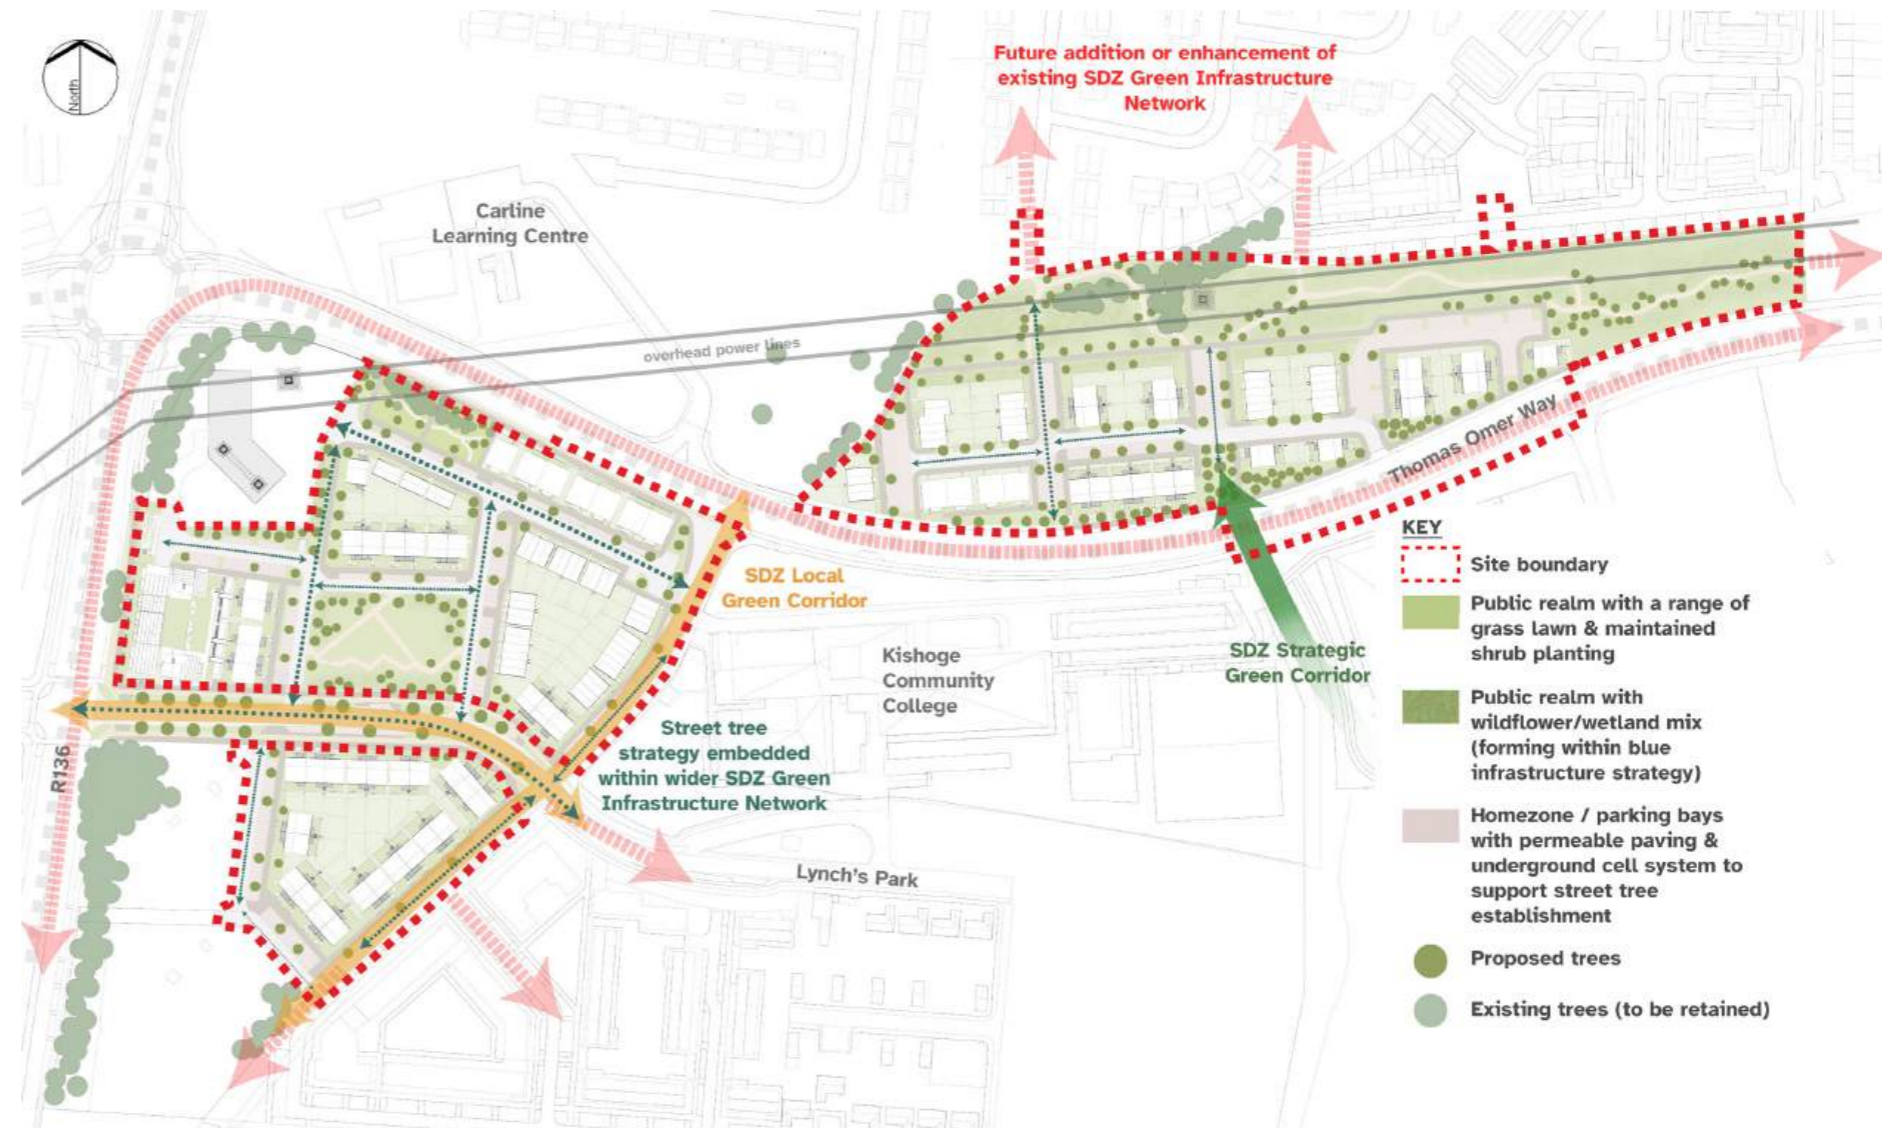 North
Future addition or enhancement of
existing SDZ Green Infrastructure
Network
Carline
Learning Centre
overhead power lines
Thomas Omer Way
SDZ Local
Green Corridor
SDZ Strategic
Green Corridor
Kishoge
Community
College
Street tree
strategy embedded
within wider SDZ Green
Infrastructure Network
R136
Lynch's Park
KEY
Site boundary
Public realm with a range of
grass lawn & maintained
shrub planting
Public realm with
wildflower/wetland mix
(forming within blue
infrastructure strategy)
Homezone / parking bays
with permeable paving &
underground cell system to
support street tree
establishment
Proposed trees
Existing trees (to be retained)